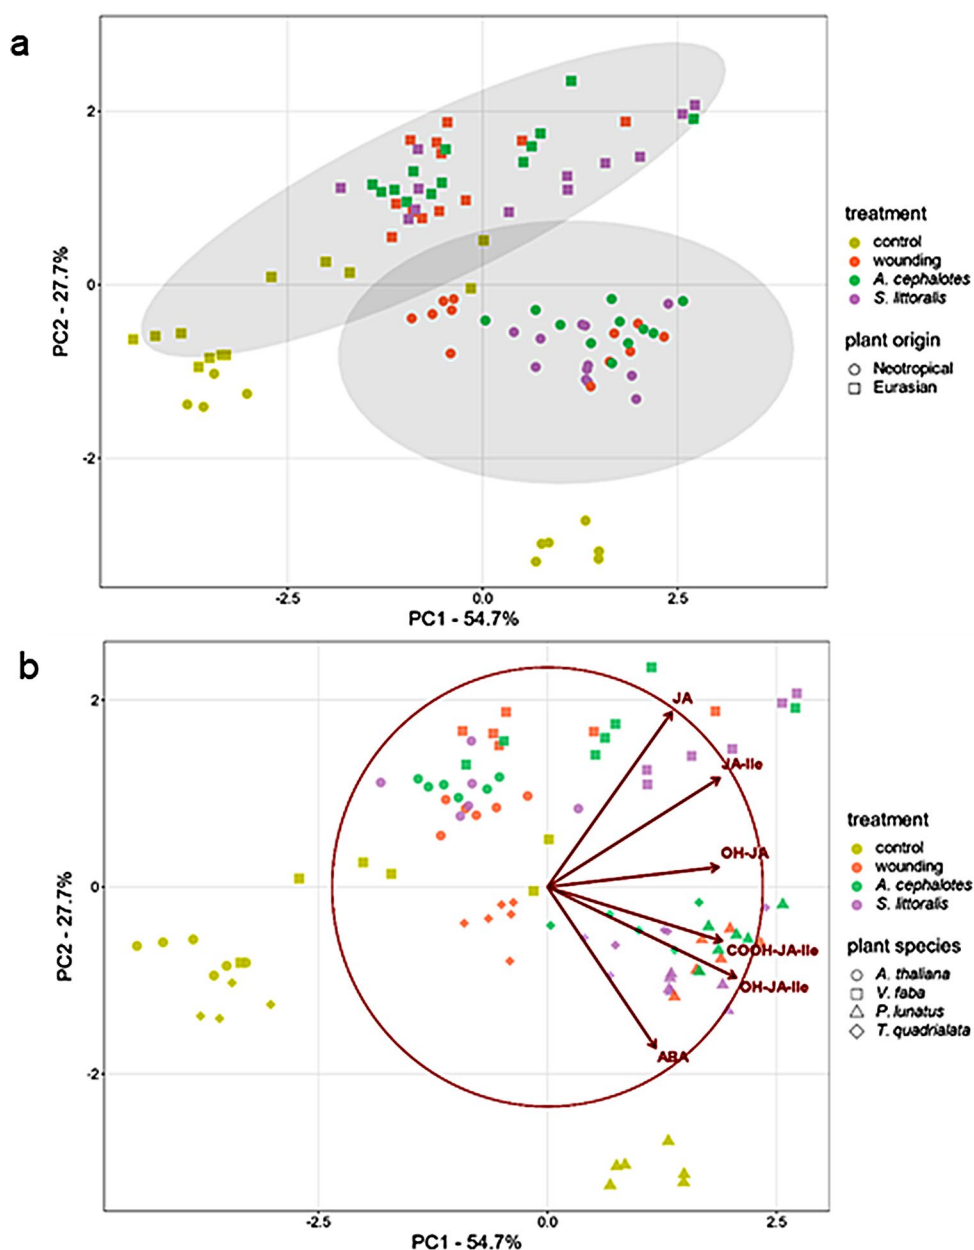 a
2
0
-2
PC2 - 27.7%
-2.5
0.0
2.5
PC1 - 54.7%
treatment
control
wounding
A. cephalotes
S. littoralis
plant origin
Neotropical
Eurasian
b
2
0
-2
PC2 - 27.7%
JA
JA-Ile
OH-JA
COOH-JA-Ile
OH-JA-Ile
ABA
-2.5
0.0
2.5
PC1 - 54.7%
treatment
control
wounding
A. cephalotes
S. littoralis
plant species
A. thaliana
V. faba
P. lunatus
T. quadrialata